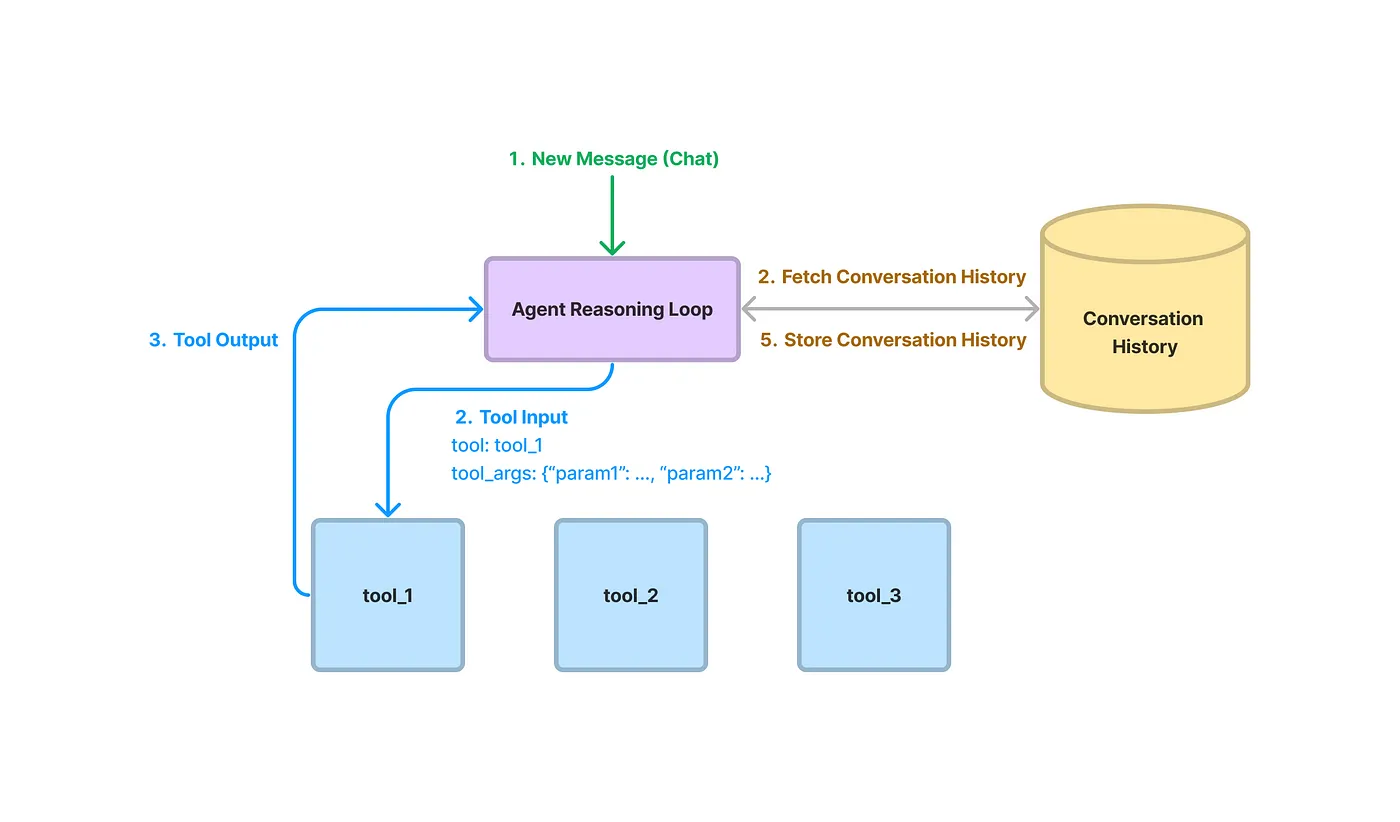 1. New Message (Chat)
2. Fetch Conversation History
Agent Reasoning Loop
Conversation
History
3. Tool Output
5. Store Conversation History
2. Tool Input
tool: tool_1
tool_args: {“param1”: ..., “param2”: ...}
tool_1
tool_2
tool_3